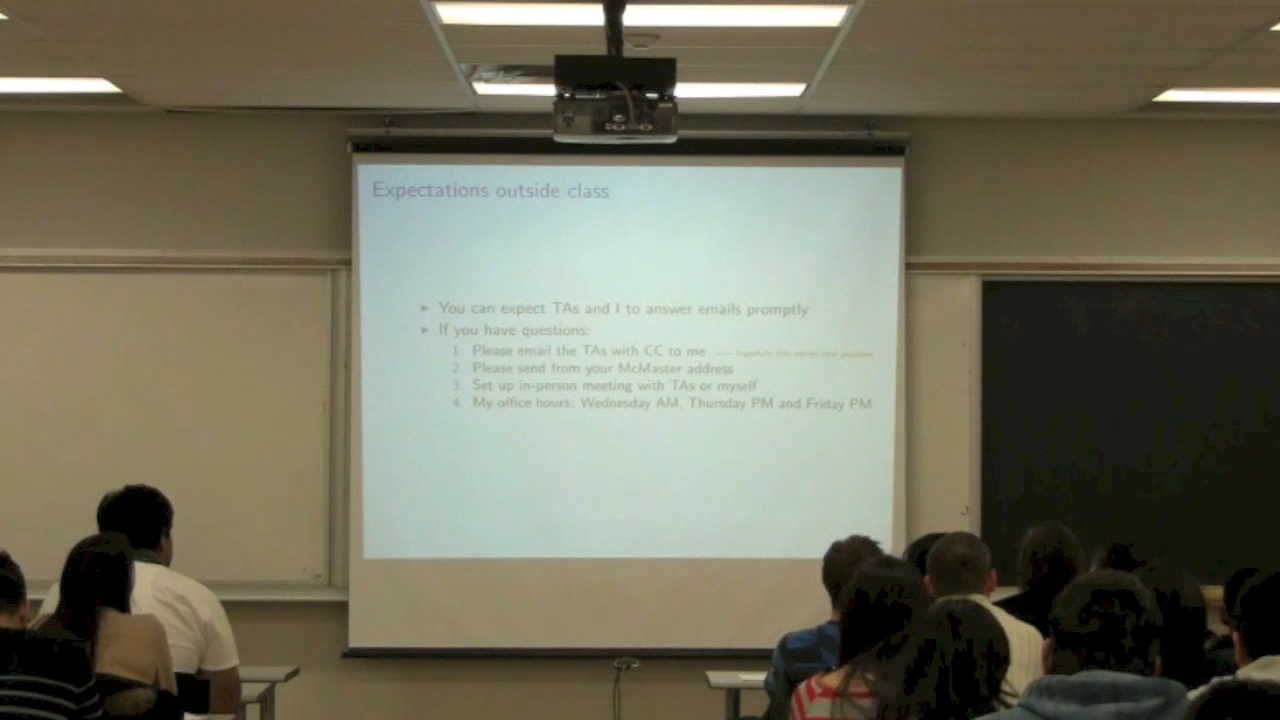 Expectations outside class
▶ You can expect TAs and I to answer emails promptly
▶ If you have questions:
1. Please email the TAs with CC to me
2. Please send from your McMaster address
3. Set up in-person meeting with TAs or myself
4. My office hours: Wednesday AM, Thursday PM and Friday PM